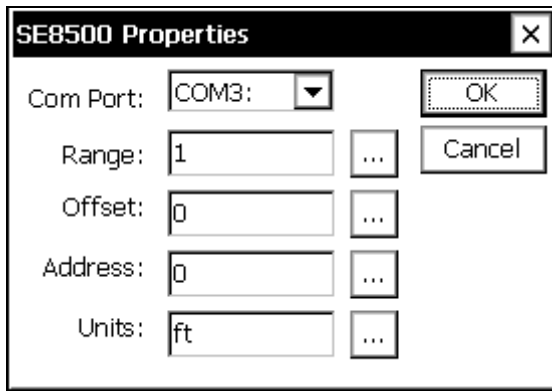 SE8500 Properties
Com Port: COM3: OK
Range: 1 ... Cancel
Offset: 0 ...
Address: 0 ...
Units: ft ...